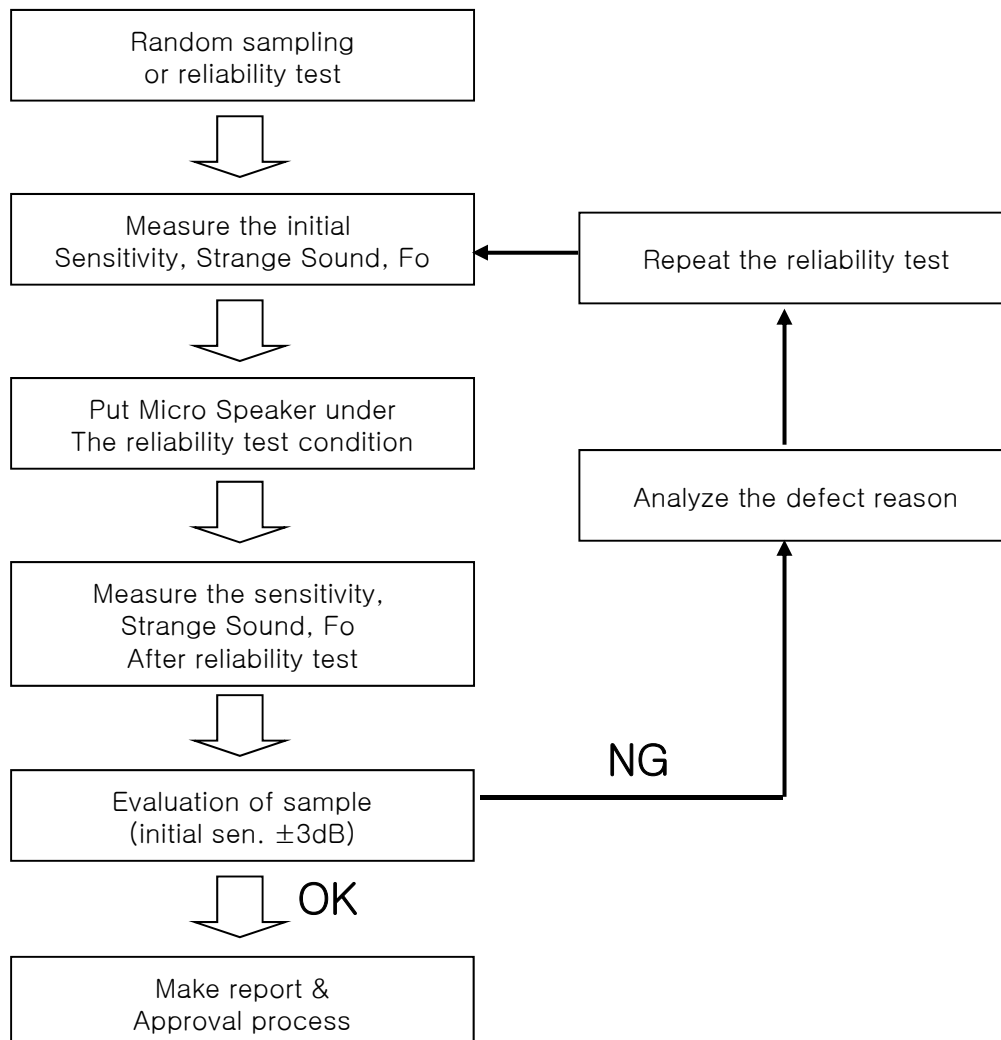 Random sampling
or reliability test
Measure the initial
Sensitivity, Strange Sound, Fo
Repeat the reliability test
Put Micro Speaker under
The reliability test condition
Analyze the defect reason
Measure the sensitivity,
Strange Sound, Fo
After reliability test
NG
Evaluation of sample
(initial sen. ±3dB)
OK
Make report &
Approval process